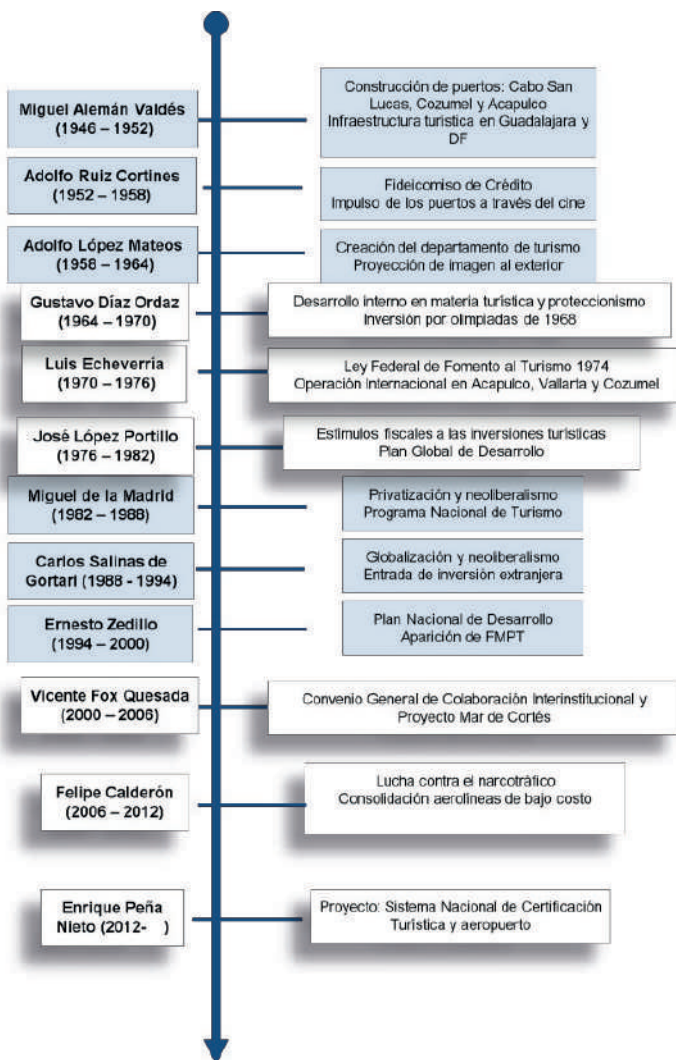 Miguel Alemán Valdés
(1946 – 1952)
Construcción de puertos: Cabo San
Lucas, Cozumel y Acapulco
Infraestructura turística en Guadalajara y
DF
Adolfo Ruiz Cortines
(1952 – 1958)
Fideicomiso de Crédito
Impulso de los puertos a través del cine
Adolfo López Mateos
(1958 – 1964)
Creación del departamento de turismo
Proyección de imagen al exterior
Gustavo Díaz Ordaz
(1964 – 1970)
Desarrollo interno en materia turística y proteccionismo
Inversión por olimpiadas de 1968
Luis Echeverría
(1970 – 1976)
Ley Federal de Fomento al Turismo 1974
Operación Internacional en Acapulco, Vallarta y Cozumel
José López Portillo
(1976 – 1982)
Estímulos fiscales a las inversiones turísticas
Plan Global de Desarrollo
Miguel de la Madrid
(1982 – 1988)
Privatización y neoliberalismo
Programa Nacional de Turismo
Carlos Salinas de
Gortari (1988 - 1994)
Globalización y neoliberalismo
Entrada de inversión extranjera
Ernesto Zedillo
(1994 – 2000)
Plan Nacional de Desarrollo
Aparición de FMPT
Vicente Fox Quesada
(2000 – 2006)
Convenio General de Colaboración Interinstitucional y
Proyecto Mar de Cortés
Felipe Calderón
(2006 – 2012)
Lucha contra el narcotráfico
Consolidación aerolíneas de bajo costo
Enrique Peña
Nieto (2012- )
Proyecto: Sistema Nacional de Certificación
Turística y aeropuerto